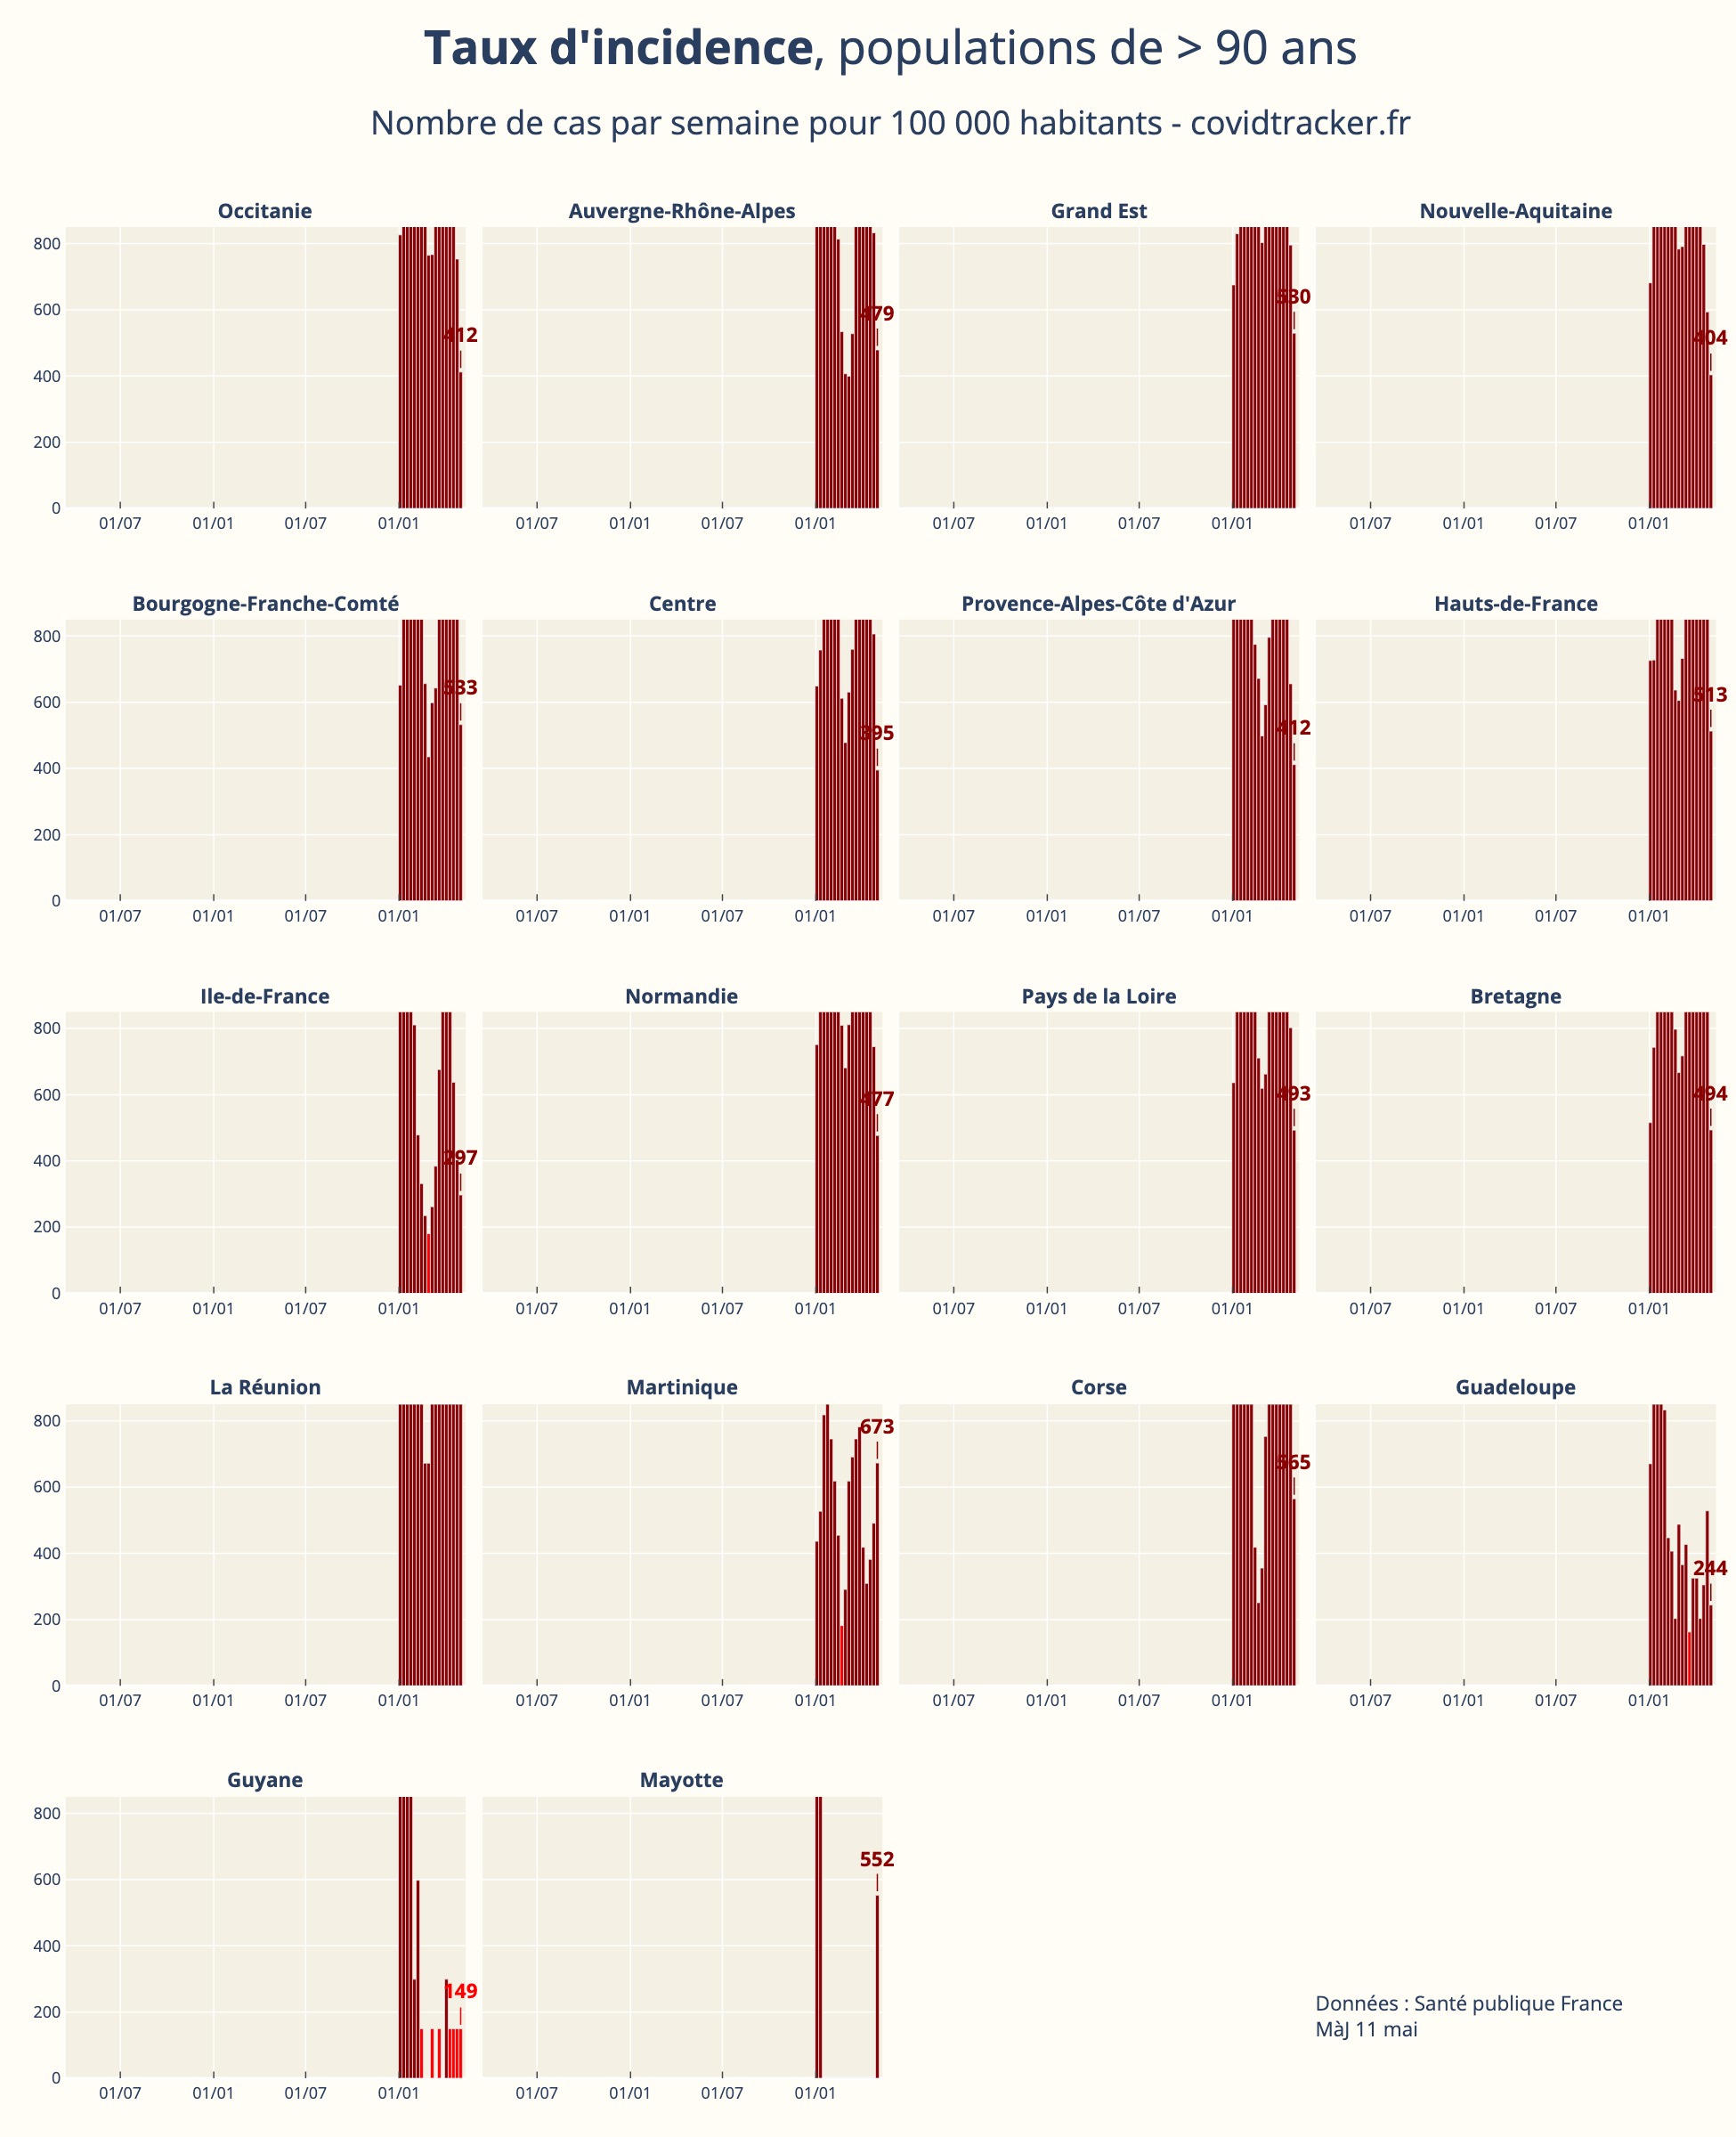 Taux d'incidence, populations de > 90 ans
Nombre de cas par semaine pour 100 000 habitants - covidtracker.fr
Occitanie Auvergne-Rhône-Alpes Grand Est Nouvelle-Aquitaine
800
600
400
200
0
412 479 530 404
01/07 01/01 01/07 01/01 01/07 01/01 01/07 01/01 01/07 01/01 01/07 01/01 01/07 01/01 01/07 01/01
Bourgogne-Franche-Comté Centre Provence-Alpes-Côte d'Azur Hauts-de-France
800
600
400
200
0
533 395 412 513
01/07 01/01 01/07 01/01 01/07 01/01 01/07 01/01 01/07 01/01 01/07 01/01 01/07 01/01 01/07 01/01
Ile-de-France Normandie Pays de la Loire Bretagne
800
600
400
200
0
297 477 493 494
01/07 01/01 01/07 01/01 01/07 01/01 01/07 01/01 01/07 01/01 01/07 01/01 01/07 01/01 01/07 01/01
La Réunion Martinique Corse Guadeloupe
800
600
400
200
0
673 565 244
01/07 01/01 01/07 01/01 01/07 01/01 01/07 01/01 01/07 01/01 01/07 01/01 01/07 01/01 01/07 01/01
Guyane Mayotte
800
600
400
200
0
149 552
01/07 01/01 01/07 01/01 01/07 01/01 01/07 01/01
Données : Santé publique France
MàJ 11 mai